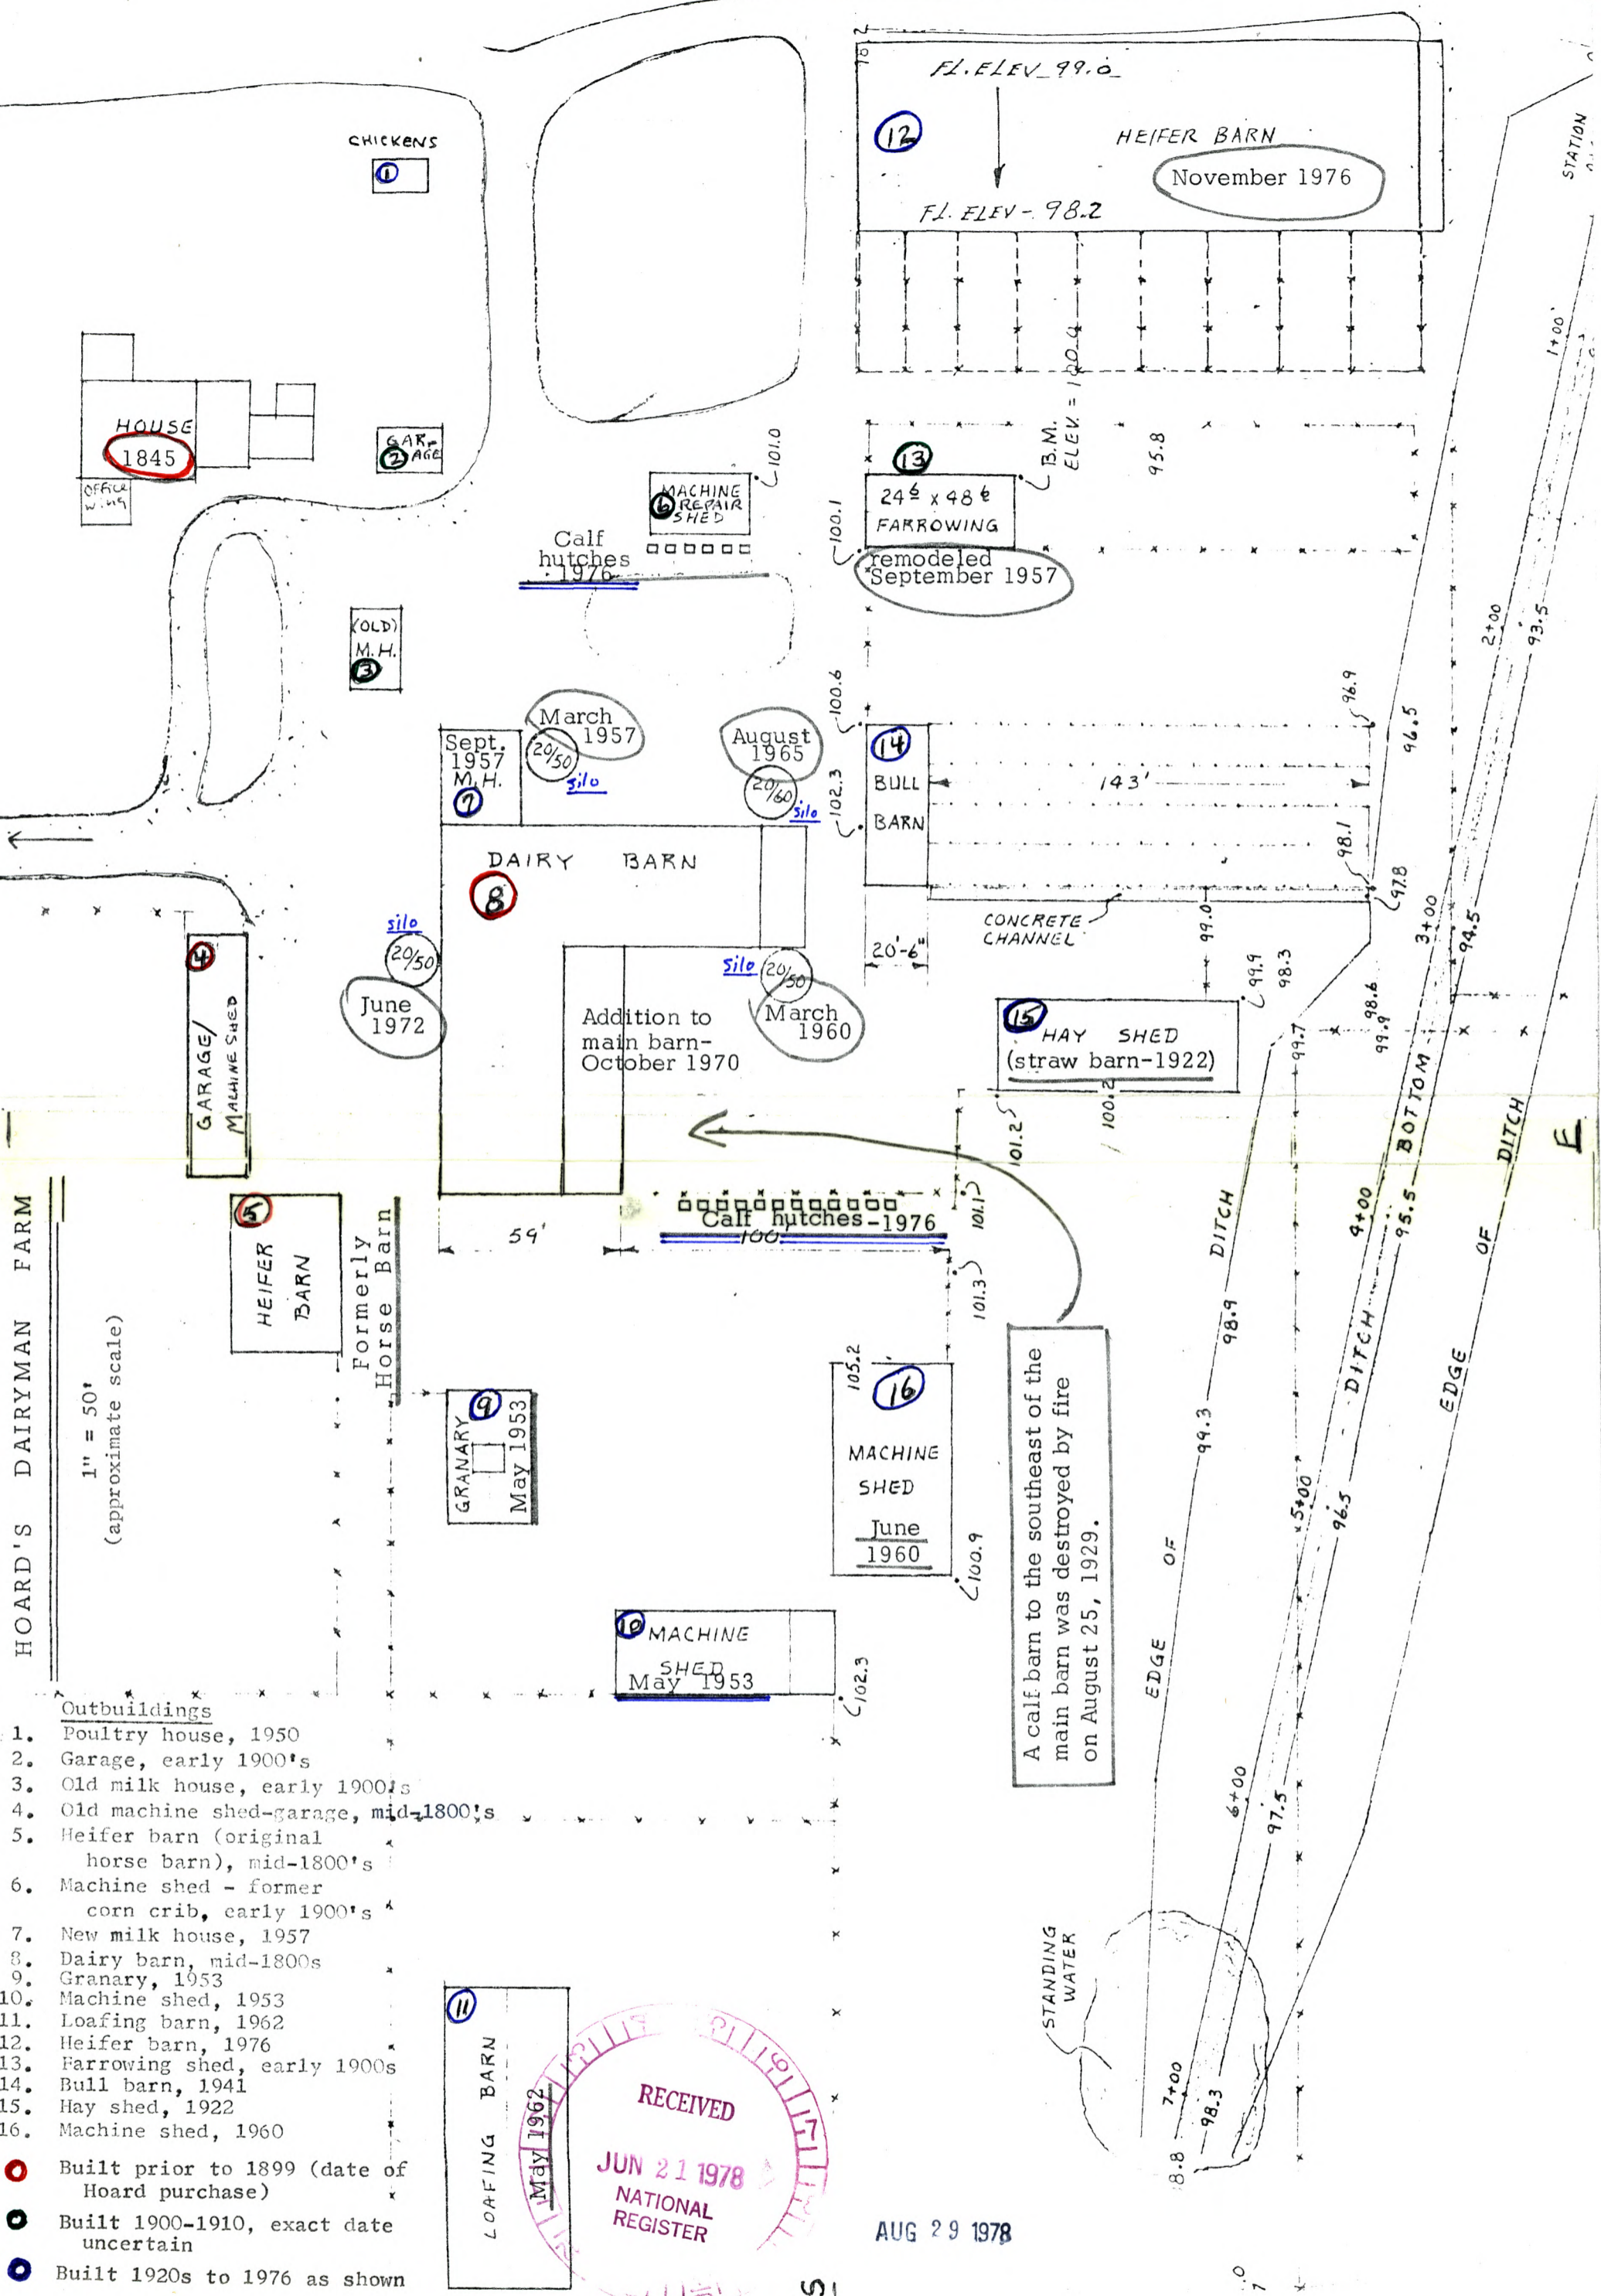 CHICKENS
1
HOUSE
1845
OFFICE
WING
GAR-
AGE
2
FL. ELEV 99.0
12
HEIFER BARN
November 1976
FL. ELEV - 98.2
STATION
1+00'
MACHINE
6 REPAIR
SHED
101.0
Calf
hutches
1976
13
24 6 x 48 6
FARROWING
remodeled
September 1957
100.1
B.M.
ELEV. = 100.0
95.8
2+00
93.5
(OLD)
M.H.
3
Sept.
1957
M.H.
7
March
1957
20/50
silo
August
1965
20/60
silo
100.6
102.3
14
BULL
BARN
143'
96.9
96.5
98.1
97.8
20'-6"
CONCRETE
CHANNEL
99.0
3+00
94.5
DAIRY BARN
8
silo
20/50
June
1972
silo
20/50
March
1960
Addition to
main barn-
October 1970
4
GARAGE/
MACHINE SHED
15
HAY SHED
(straw barn-1922)
99.9
98.3
98.6
99.9
99.7
101.2
100.2
101.1
101.3
Calf hutches-1976
100
59'
5
HEIFER
BARN
Formerly
Horse Barn
HOARD'S DAIRYMAN FARM
1" = 50'
(approximate scale)
9
GRANARY
May 1953
105.2
16
MACHINE
SHED
June
1960
100.9
10
MACHINE
SHED
May 1953
102.3
A calf barn to the southeast of the
main barn was destroyed by fire
on August 25, 1929.
EDGE OF DITCH
98.9
99.3
DITCH BOTTOM
4+00
95.5
5+00
96.5
6+00
97.5
7+00
98.3
EDGE OF DITCH
E
STANDING
WATER
Outbuildings
1. Poultry house, 1950
2. Garage, early 1900's
3. Old milk house, early 1900's
4. Old machine shed-garage, mid-1800's
5. Heifer barn (original
horse barn), mid-1800's
6. Machine shed - former
corn crib, early 1900's
7. New milk house, 1957
8. Dairy barn, mid-1800s
9. Granary, 1953
10. Machine shed, 1953
11. Loafing barn, 1962
12. Heifer barn, 1976
13. Farrowing shed, early 1900s
14. Bull barn, 1941
15. Hay shed, 1922
16. Machine shed, 1960
Built prior to 1899 (date of
Hoard purchase)
Built 1900-1910, exact date
uncertain
Built 1920s to 1976 as shown
11
LOAFING BARN
May 1962
RECEIVED
JUN 21 1978
NATIONAL
REGISTER
AUG 29 1978
S